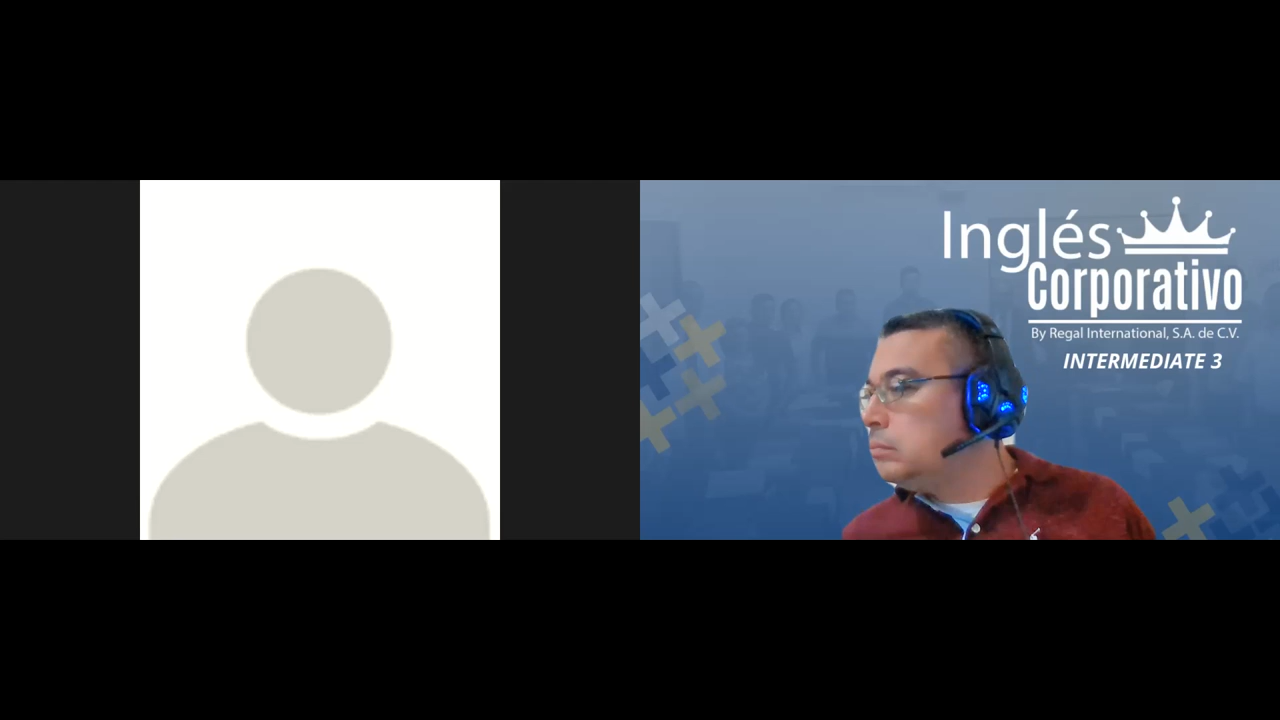 Inglés
Corporativo
By Regal International, S.A. de C.V.
INTERMEDIATE 3